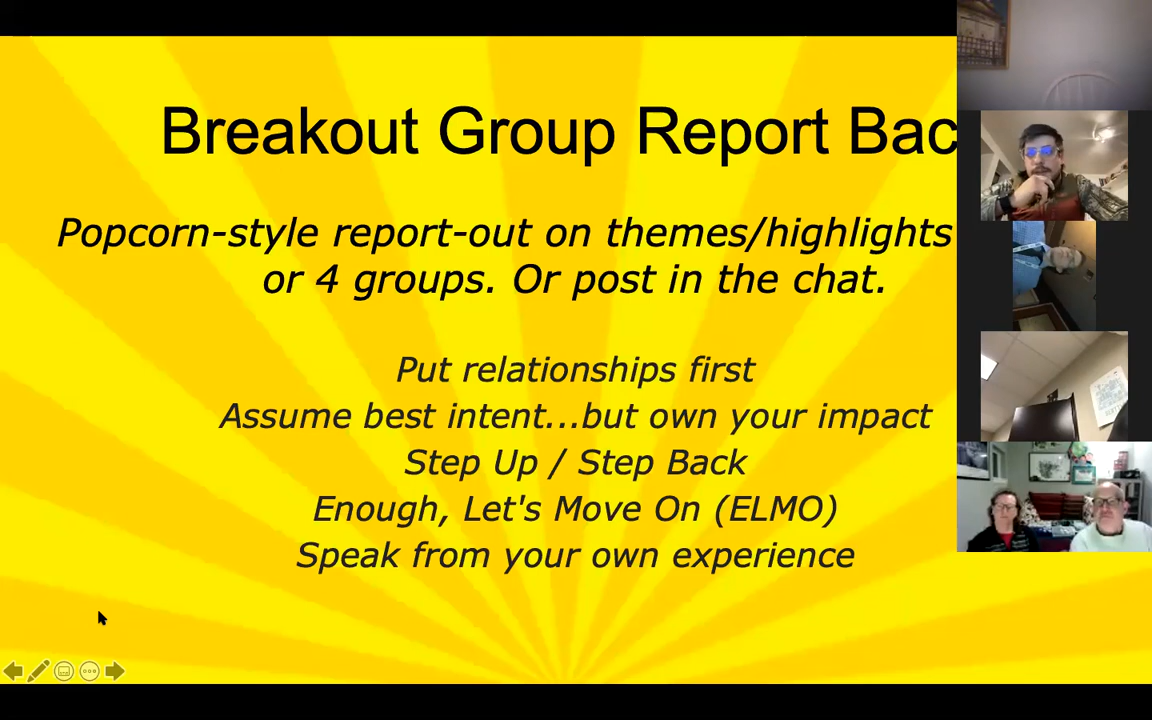 Breakout Group Report Bac
Popcorn-style report-out on themes/highlights
or 4 groups. Or post in the chat.
Put relationships first
Assume best intent...but own your impact
Step Up / Step Back
Enough, Let's Move On (ELMO)
Speak from your own experience